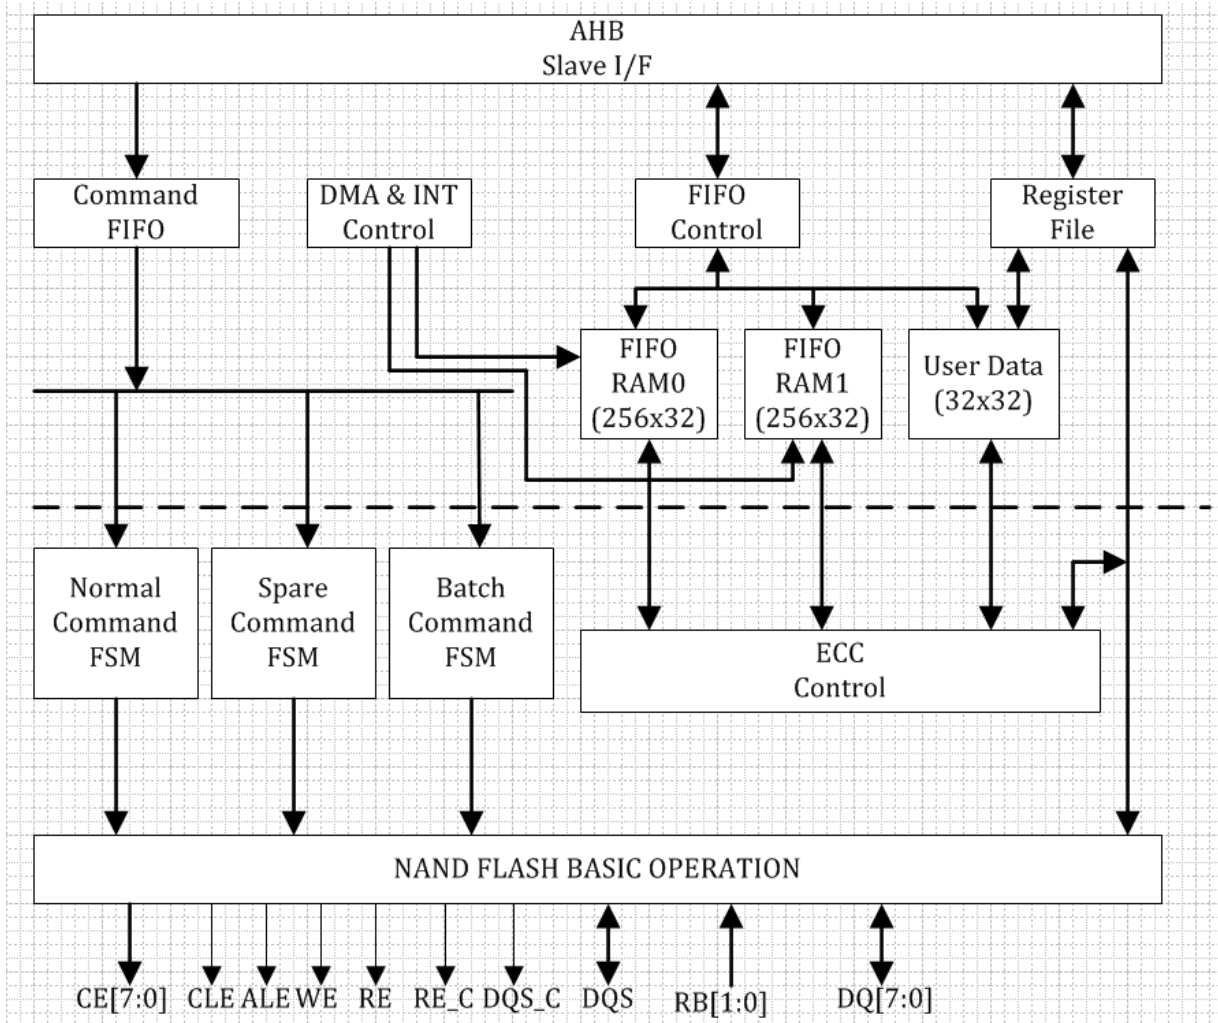 AHB
Slave I/F
Command
FIFO
DMA & INT
Control
FIFO
Control
Register
File
FIFO
RAM0
(256x32)
FIFO
RAM1
(256x32)
User Data
(32x32)
Normal
Command
FSM
Spare
Command
FSM
Batch
Command
FSM
ECC
Control
NAND FLASH BASIC OPERATION
CE[7:0]
CLE
ALE
WE
RE
RE_C
DQS_C
DQS
RB[1:0]
DQ[7:0]